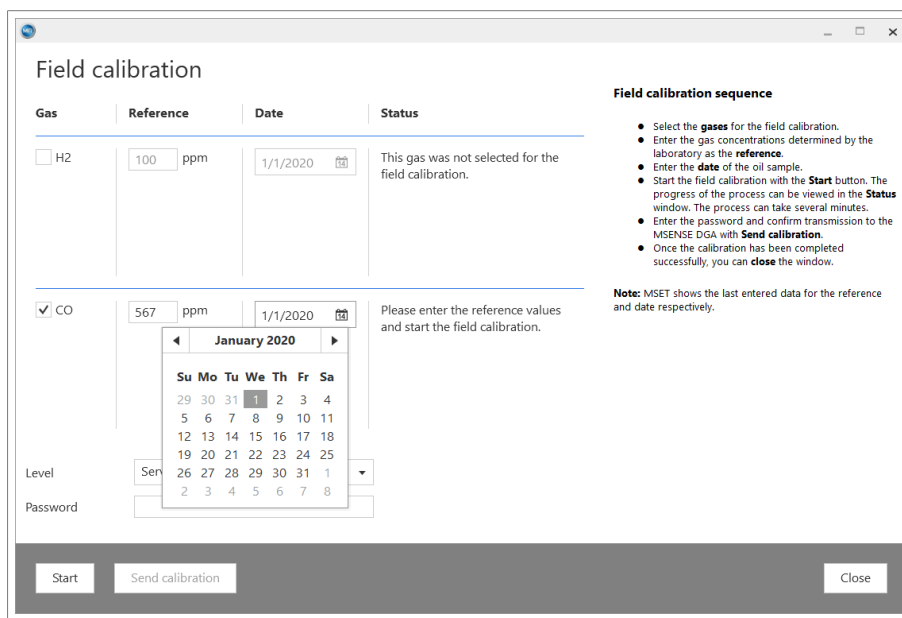 Field calibration
Gas Reference Date Status
H2 100 ppm 1/1/2020 14 This gas was not selected for the
field calibration.
CO 567 ppm 1/1/2020 14 Please enter the reference values
and start the field calibration.
January 2020
Su Mo Tu We Th Fr Sa
29 30 31 1 2 3 4
5 6 7 8 9 10 11
12 13 14 15 16 17 18
19 20 21 22 23 24 25
26 27 28 29 30 31 1
2 3 4 5 6 7 8
Level
Password
Start Send calibration Close
Field calibration sequence
● Select the gases for the field calibration.
● Enter the gas concentrations determined by the
laboratory as the reference.
● Enter the date of the oil sample.
● Start the field calibration with the Start button. The
progress of the process can be viewed in the Status
window. The process can take several minutes.
● Enter the password and confirm transmission to the
MSENSE DGA with Send calibration.
● Once the calibration has been completed
successfully, you can close the window.
Note: MSET shows the last entered data for the reference
and date respectively.